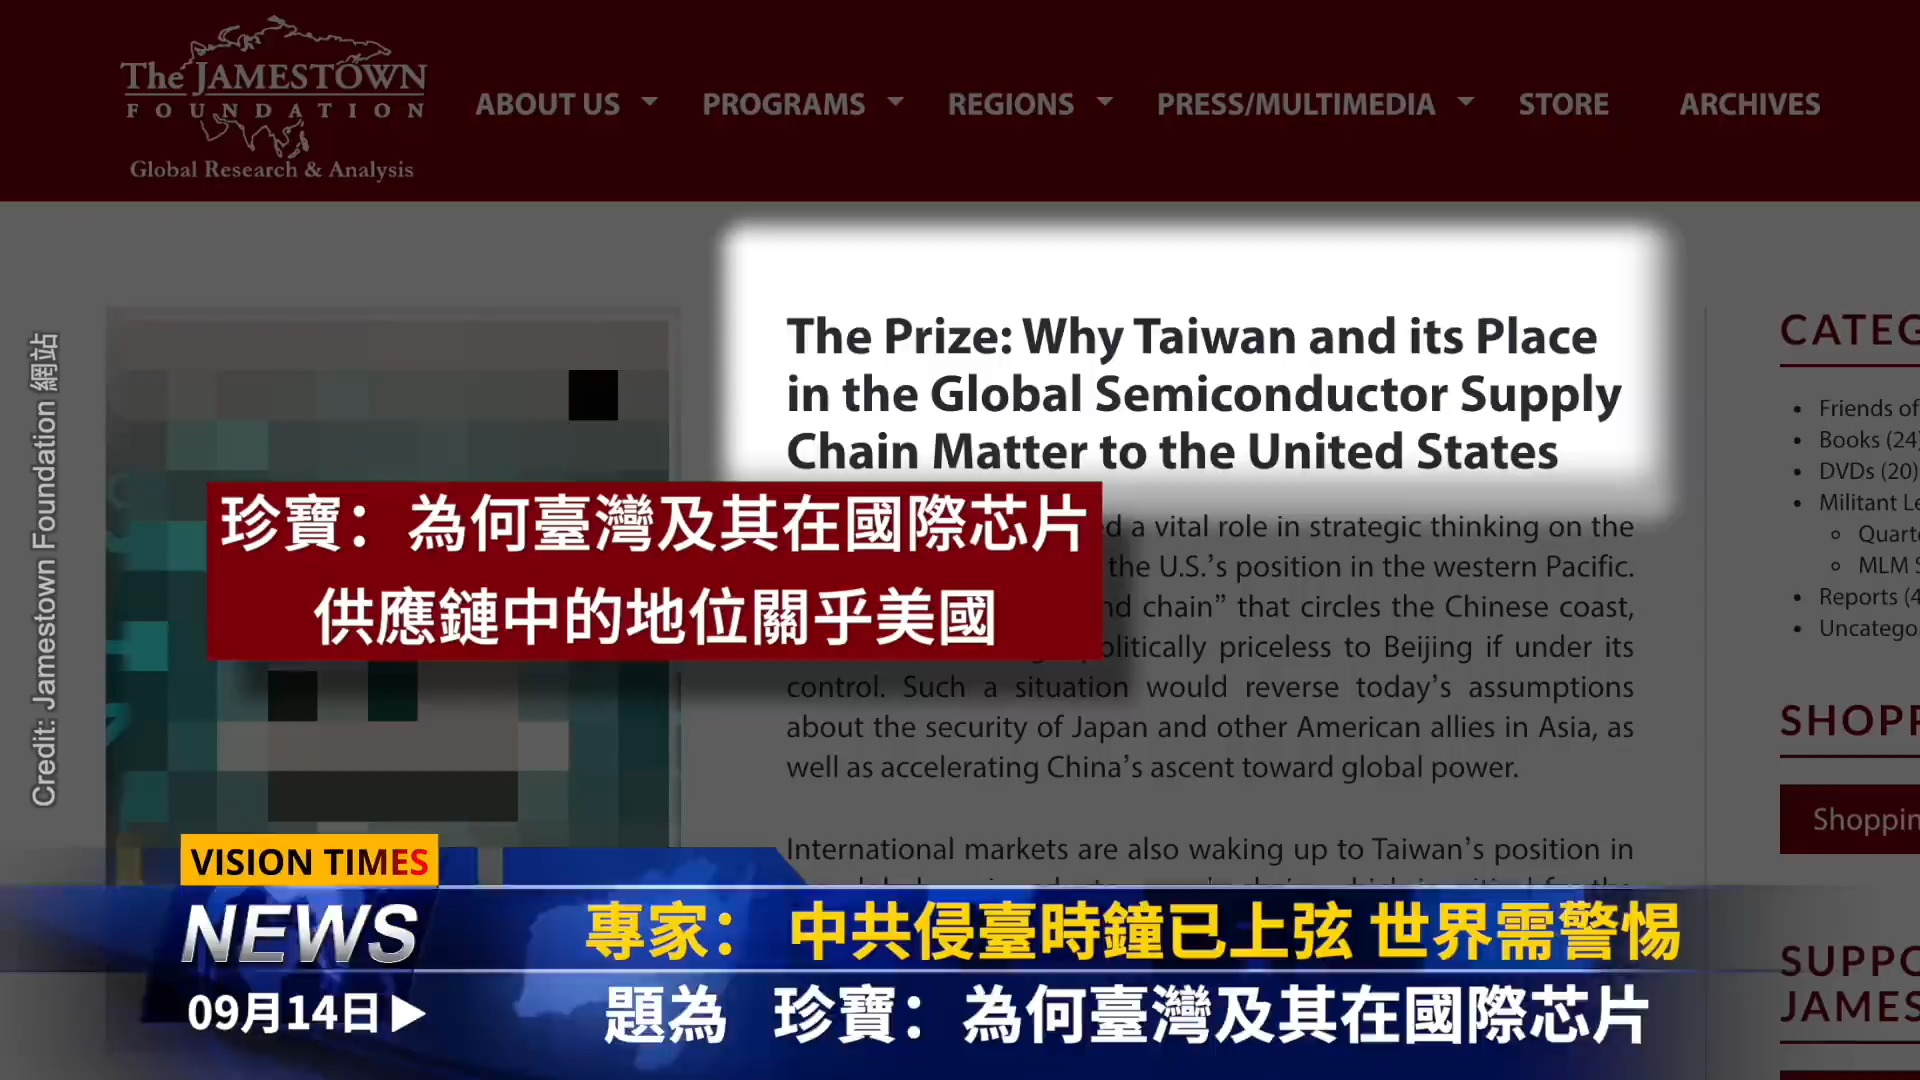 The JAMESTOWN
FOUNDATION
Global Research & Analysis
ABOUT US
PROGRAMS
REGIONS
PRESS/MULTIMEDIA
STORE
ARCHIVES
The Prize: Why Taiwan and its Place
in the Global Semiconductor Supply
Chain Matter to the United States
珍寶：為何臺灣及其在國際芯片
供應鏈中的地位關乎美國
d a vital role in strategic thinking on the
the U.S.’s position in the western Pacific.
nd chain” that circles the Chinese coast,
olitically priceless to Beijing if under its
control. Such a situation would reverse today’s assumptions
about the security of Japan and other American allies in Asia, as
well as accelerating China’s ascent toward global power.
International markets are also waking up to Taiwan’s position in
CATEG
Friends of
Books (24)
DVDs (20)
Militant Le
Quarte
MLM S
Reports (4
Uncatego
SHOPP
Shoppin
SUPPO
JAMES
Credit: Jamestown Foundation 網站
VISION TIMES
NEWS
專家： 中共侵臺時鐘已上弦 世界需警惕
09月14日
題為 珍寶：為何臺灣及其在國際芯片